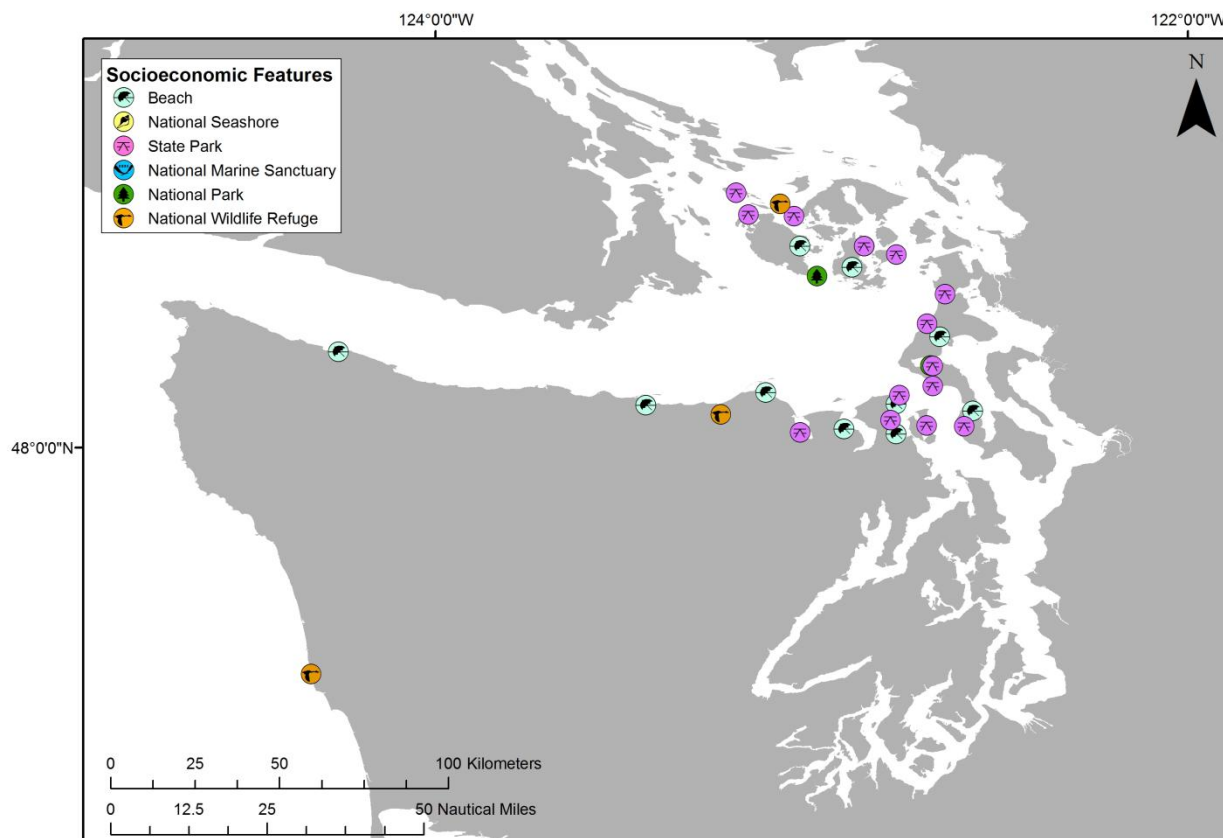 124°0'0"W
122°0'0"W
N
Socioeconomic Features
Beach
National Seashore
State Park
National Marine Sanctuary
National Park
National Wildlife Refuge
48°0'0"N
0 25 50 100 Kilometers
0 12.5 25 50 Nautical Miles